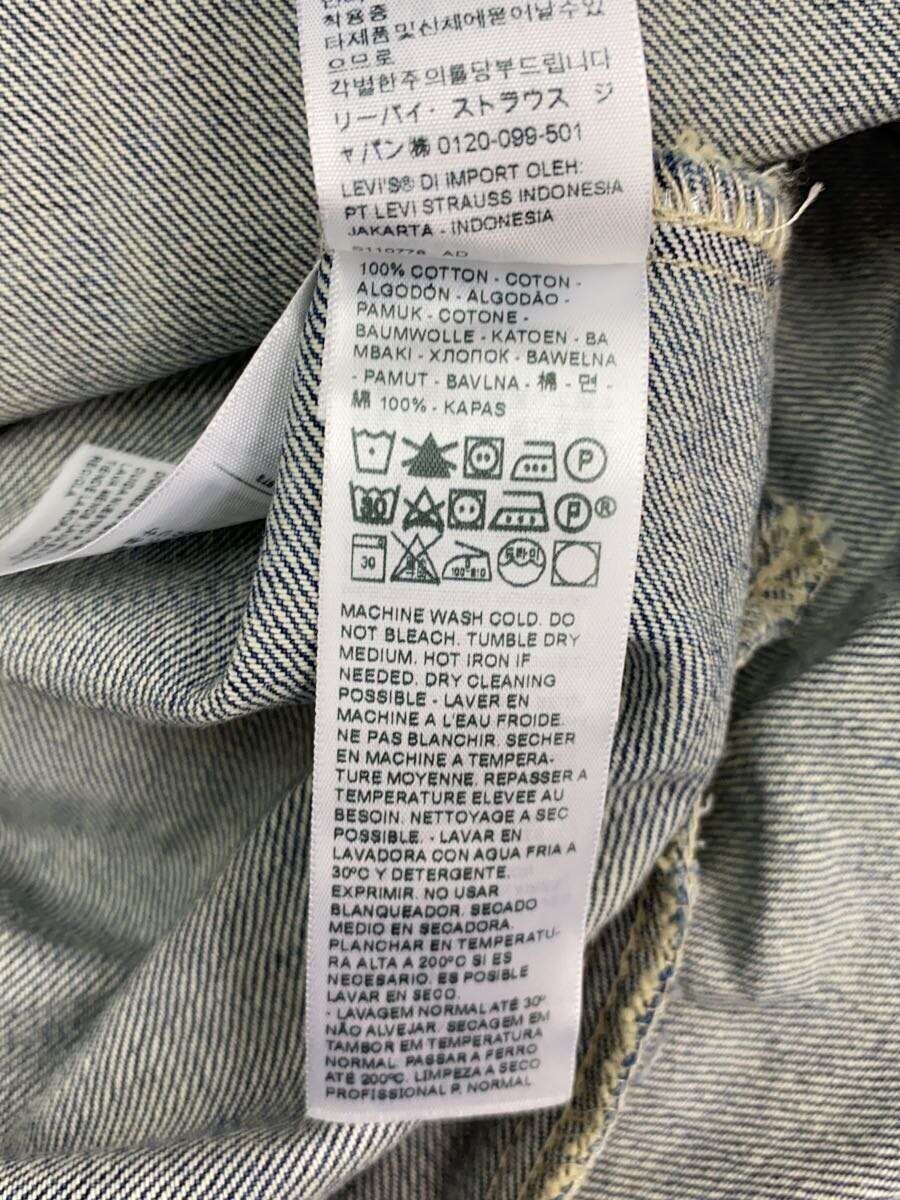 착용중
타제품및신체에묻어날수있
으므로
각별한주의를당부드립니다
リーバイ・ストラウス ジ
ャパン㈱ 0120-099-501
LEVI'S® DI IMPORT OLEH:
PT LEVI STRAUSS INDONESIA
JAKARTA - INDONESIA
100% COTTON - COTON -
ALGODÓN - ALGODÃO -
PAMUK - COTONE -
BAUMWOLLE - KATOEN - BA
MBAKI - ХЛОПОК - BAWEŁNA
- PAMUT - BAVLNA - 棉 - 면 -
綿 100% - KAPAS
P
30 P®
30 100~210 드라이
MACHINE WASH COLD. DO
NOT BLEACH. TUMBLE DRY
MEDIUM. HOT IRON IF
NEEDED. DRY CLEANING
POSSIBLE - LAVER EN
MACHINE A L'EAU FROIDE.
NE PAS BLANCHIR. SECHER
EN MACHINE A TEMPERA-
TURE MOYENNE. REPASSER A
TEMPERATURE ELEVEE AU
BESOIN. NETTOYAGE A SEC
POSSIBLE. - LAVAR EN
LAVADORA CON AGUA FRIA A
30ºC Y DETERGENTE.
EXPRIMIR. NO USAR
BLANQUEADOR. SECADO
MEDIO EN SECADORA.
PLANCHAR EN TEMPERATU-
RA ALTA A 200ºC SI ES
NECESARIO. ES POSIBLE
LAVAR EN SECO.
- LAVAGEM NORMAL ATÉ 30º
NÃO ALVEJAR. SECAGEM EM
TAMBOR EM TEMPERATURA
NORMAL. PASSAR A FERRO
ATÉ 200ºC. LIMPEZA A SECO
PROFISSIONAL P. NORMAL